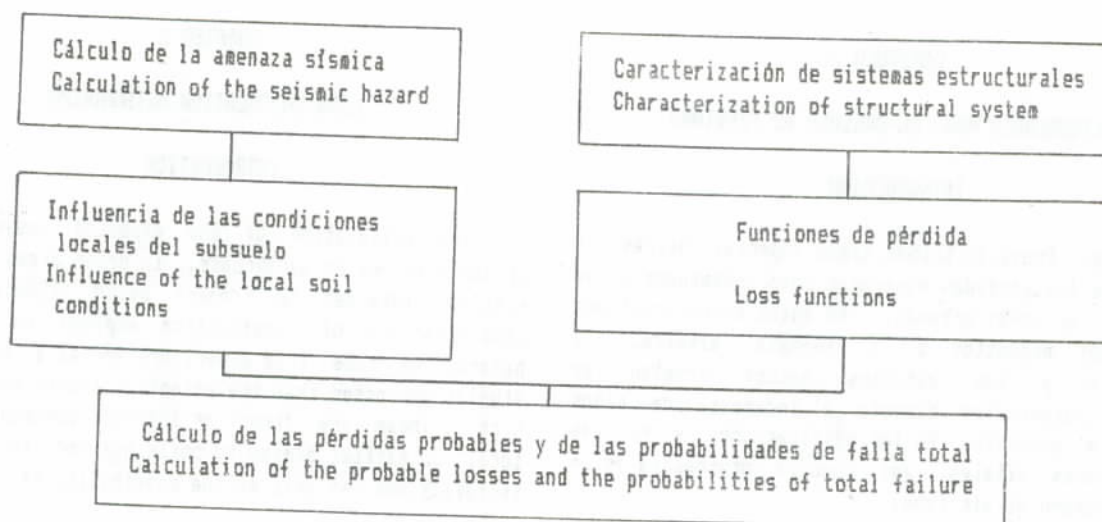 Cálculo de la amenaza sísmica
Calculation of the seismic hazard
Caracterización de sistemas estructurales
Characterization of structural system
Influencia de las condiciones
locales del subsuelo
Influence of the local soil
conditions
Funciones de pérdida
Loss functions
Cálculo de las pérdidas probables y de las probabilidades de falla total
Calculation of the probable losses and the probabilities of total failure